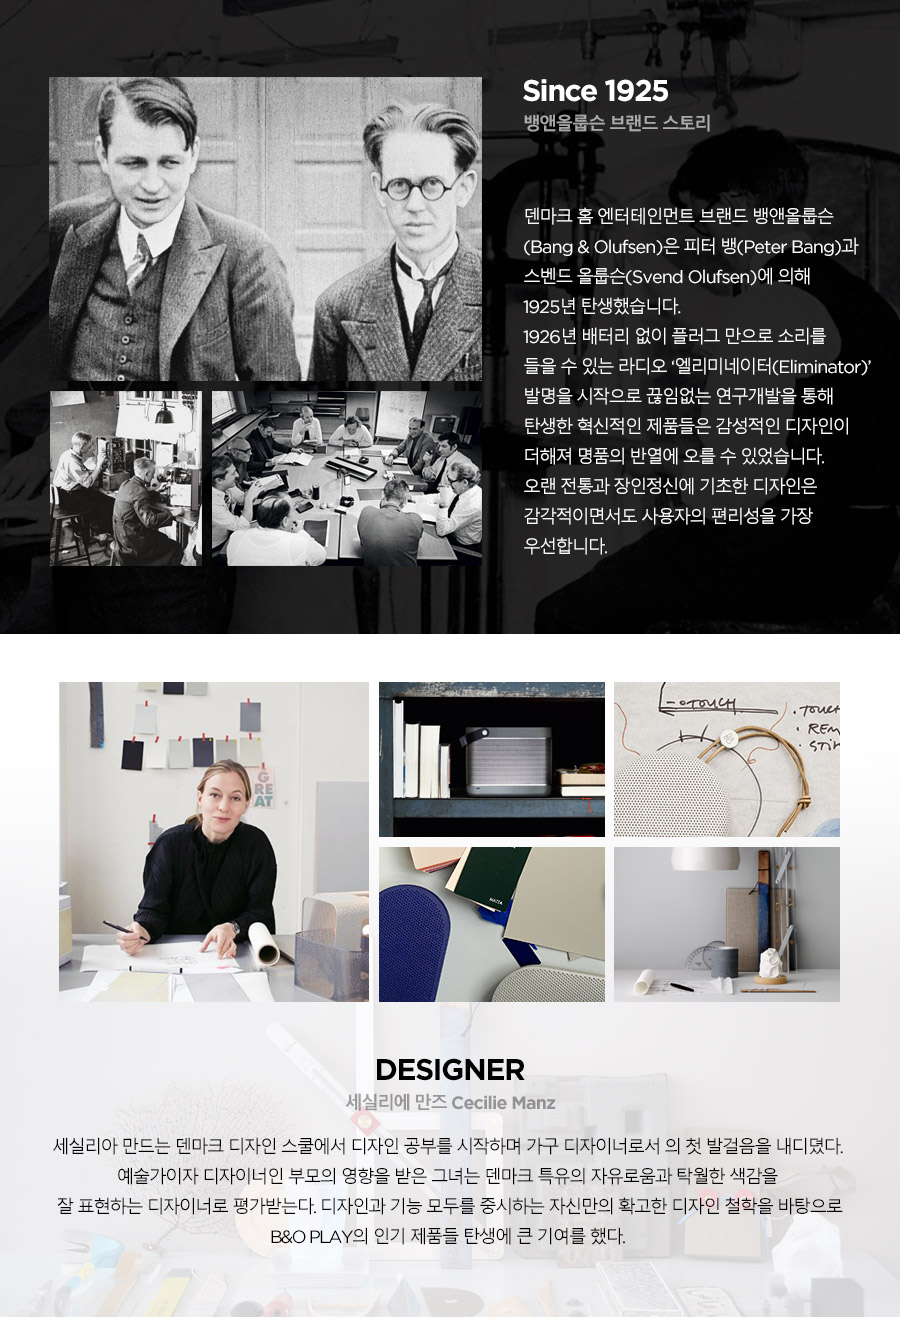 Since 1925
뱅앤올룹슨 브랜드 스토리
덴마크 홈 엔터테인먼트 브랜드 뱅앤올룹슨
(Bang & Olufsen)은 피터 뱅(Peter Bang)과
스벤드 올룹슨(Svend Olufsen)에 의해
1925년 탄생했습니다.
1926년 배터리 없이 플러그 만으로 소리를
들을 수 있는 라디오 ‘엘리미네이터(Eliminator)’
발명을 시작으로 끊임없는 연구개발을 통해
탄생한 혁신적인 제품들은 감성적인 디자인이
더해져 명품의 반열에 오를 수 있었습니다.
오랜 전통과 장인정신에 기초한 디자인은
감각적이면서도 사용자의 편리성을 가장
우선합니다.
GREAT
TOUCH
DESIGNER
세실리에 만즈 Cecilie Manz
세실리아 만드는 덴마크 디자인 스쿨에서 디자인 공부를 시작하며 가구 디자이너로서 의 첫 발걸음을 내디뎠다.
예술가이자 디자이너인 부모의 영향을 받은 그녀는 덴마크 특유의 자유로움과 탁월한 색감을
잘 표현하는 디자이너로 평가받는다. 디자인과 기능 모두를 중시하는 자신만의 확고한 디자인 철학을 바탕으로
B&O PLAY의 인기 제품들 탄생에 큰 기여를 했다.